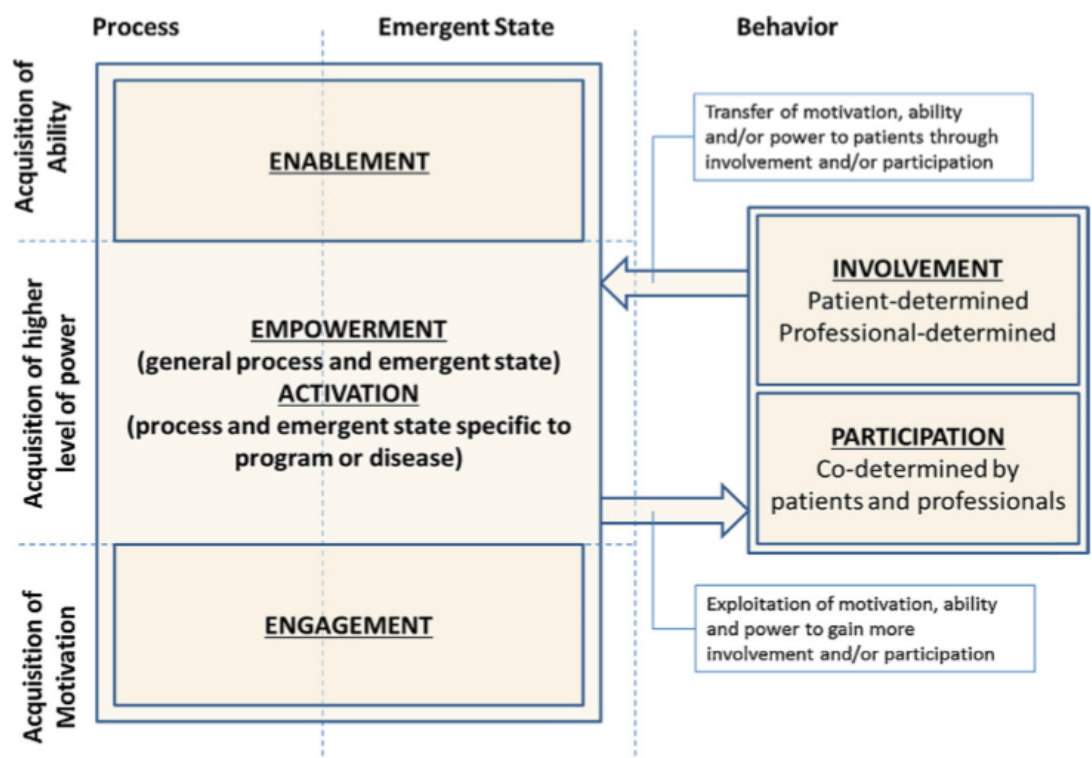 Process
Emergent State
Behavior
Acquisition of
Ability
Acquisition of higher
level of power
Acquisition of
Motivation
ENABLEMENT
EMPOWERMENT
(general process and emergent state)
ACTIVATION
(process and emergent state specific to
program or disease)
ENGAGEMENT
Transfer of motivation, ability
and/or power to patients through
involvement and/or participation
INVOLVEMENT
Patient-determined
Professional-determined
PARTICIPATION
Co-determined by
patients and professionals
Exploitation of motivation, ability
and power to gain more
involvement and/or participation